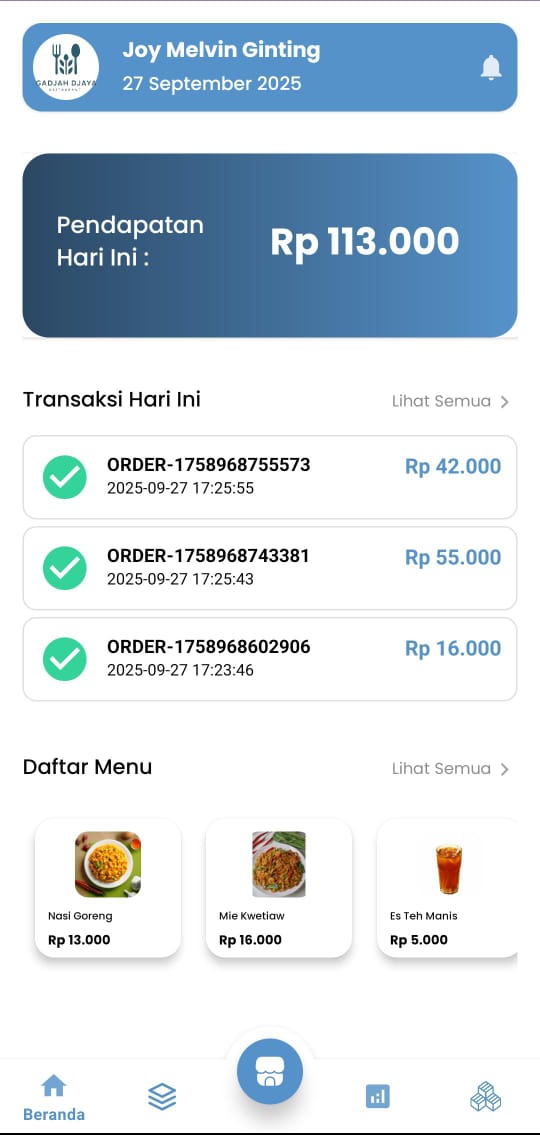 GADJAH DJAYA
RESTAURANT
Joy Melvin Ginting
27 September 2025
Pendapatan
Hari Ini :
Rp 113.000
Transaksi Hari Ini
Lihat Semua
ORDER-1758968755573
Rp 42.000
2025-09-27 17:25:55
ORDER-1758968743381
Rp 55.000
2025-09-27 17:25:43
ORDER-1758968602906
Rp 16.000
2025-09-27 17:23:46
Daftar Menu
Lihat Semua
Nasi Goreng
Rp 13.000
Mie Kwetiaw
Rp 16.000
Es Teh Manis
Rp 5.000
Beranda